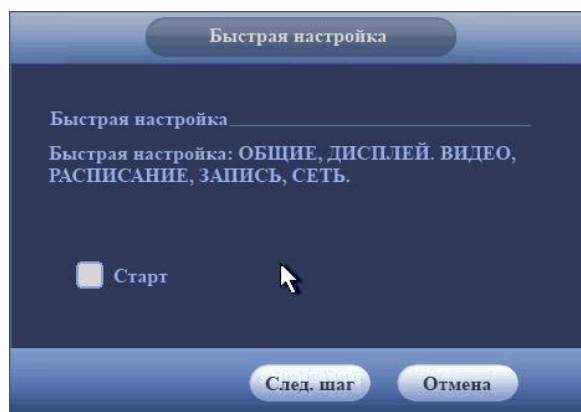 Быстрая настройка
Быстрая настройка
Быстрая настройка: ОБЩИЕ, ДИСПЛЕЙ. ВИДЕО,
РАСПИСАНИЕ, ЗАПИСЬ, СЕТЬ.
Старт
След. шаг Отмена